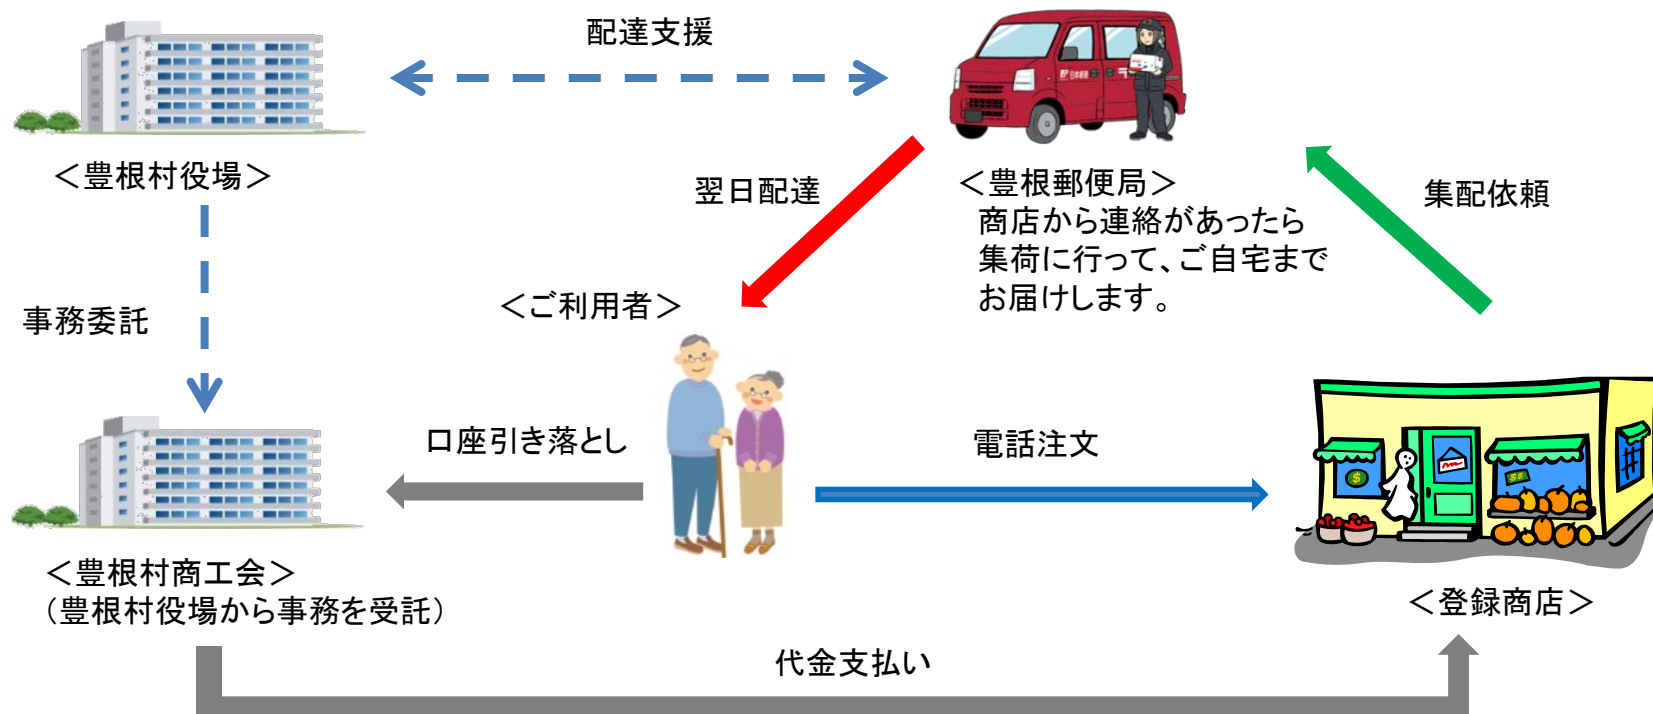 配達支援
日本郵便
＜豊根村役場＞
翌日配達
＜豊根郵便局＞
商店から連絡があったら
集荷に行って、ご自宅まで
お届けします。
集配依頼
＜ご利用者＞
事務委託
口座引き落とし
電話注文
$
$$
＜豊根村商工会＞
（豊根村役場から事務を受託）
＜登録商店＞
代金支払い